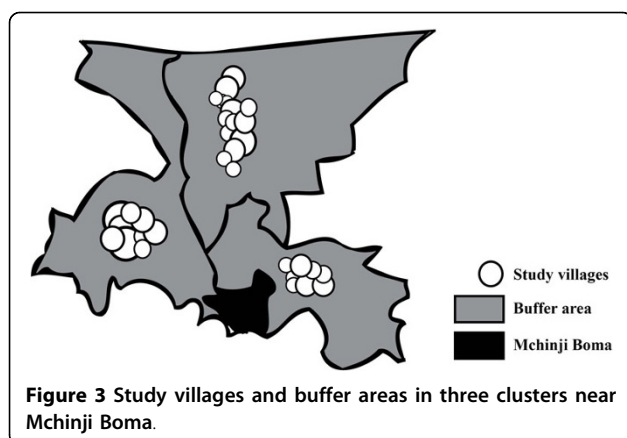 Study villages
Buffer area
Mchinji Boma
Figure 3 Study villages and buffer areas in three clusters near
Mchinji Boma.